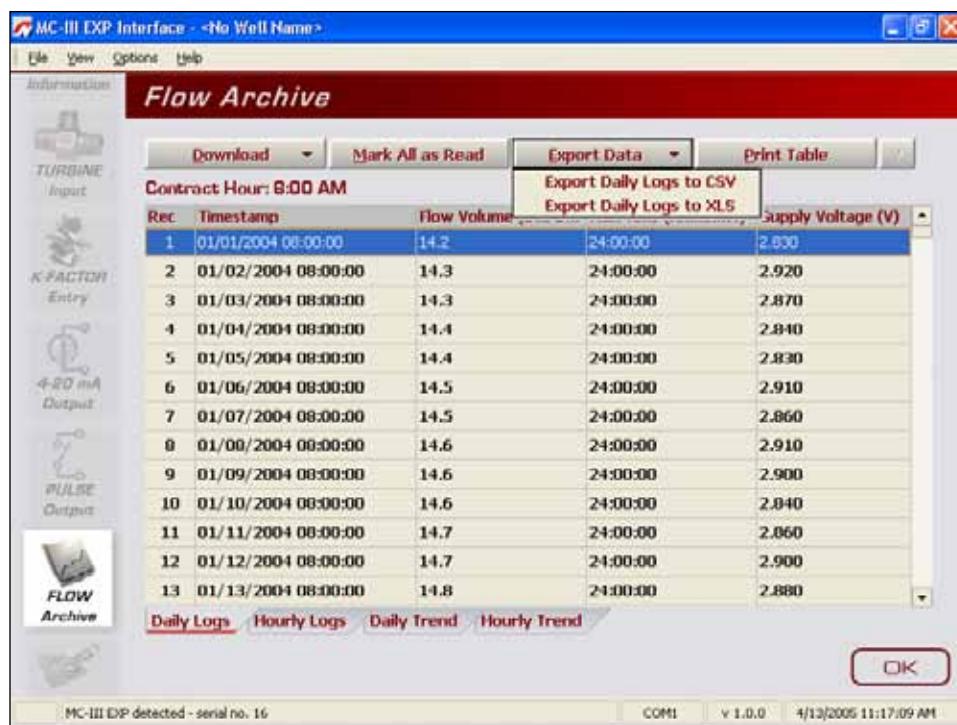 MC-III EXP Interface - <No Well Name>
File View Options Help
Information
TURBINE
Input
K-FACTOR
Entry
4-20 mA
Output
PULSE
Output
FLOW
Archive
Flow Archive
Download Mark All as Read Export Data Print Table
Export Daily Logs to CSV
Export Daily Logs to XLS
Contract Hour: 8:00 AM
Rec Timestamp Flow Volume Supply Voltage (V)
1 01/01/2004 08:00:00 14.2 24:00:00 2.830
2 01/02/2004 08:00:00 14.3 24:00:00 2.920
3 01/03/2004 08:00:00 14.3 24:00:00 2.870
4 01/04/2004 08:00:00 14.4 24:00:00 2.840
5 01/05/2004 08:00:00 14.4 24:00:00 2.830
6 01/06/2004 08:00:00 14.5 24:00:00 2.910
7 01/07/2004 08:00:00 14.5 24:00:00 2.860
8 01/08/2004 08:00:00 14.6 24:00:00 2.910
9 01/09/2004 08:00:00 14.6 24:00:00 2.900
10 01/10/2004 08:00:00 14.6 24:00:00 2.840
11 01/11/2004 08:00:00 14.7 24:00:00 2.860
12 01/12/2004 08:00:00 14.7 24:00:00 2.900
13 01/13/2004 08:00:00 14.8 24:00:00 2.880
Daily Logs Hourly Logs Daily Trend Hourly Trend
OK
MC-III EXP detected - serial no. 16 COM1 v 1.0.0 4/13/2005 11:17:09 AM